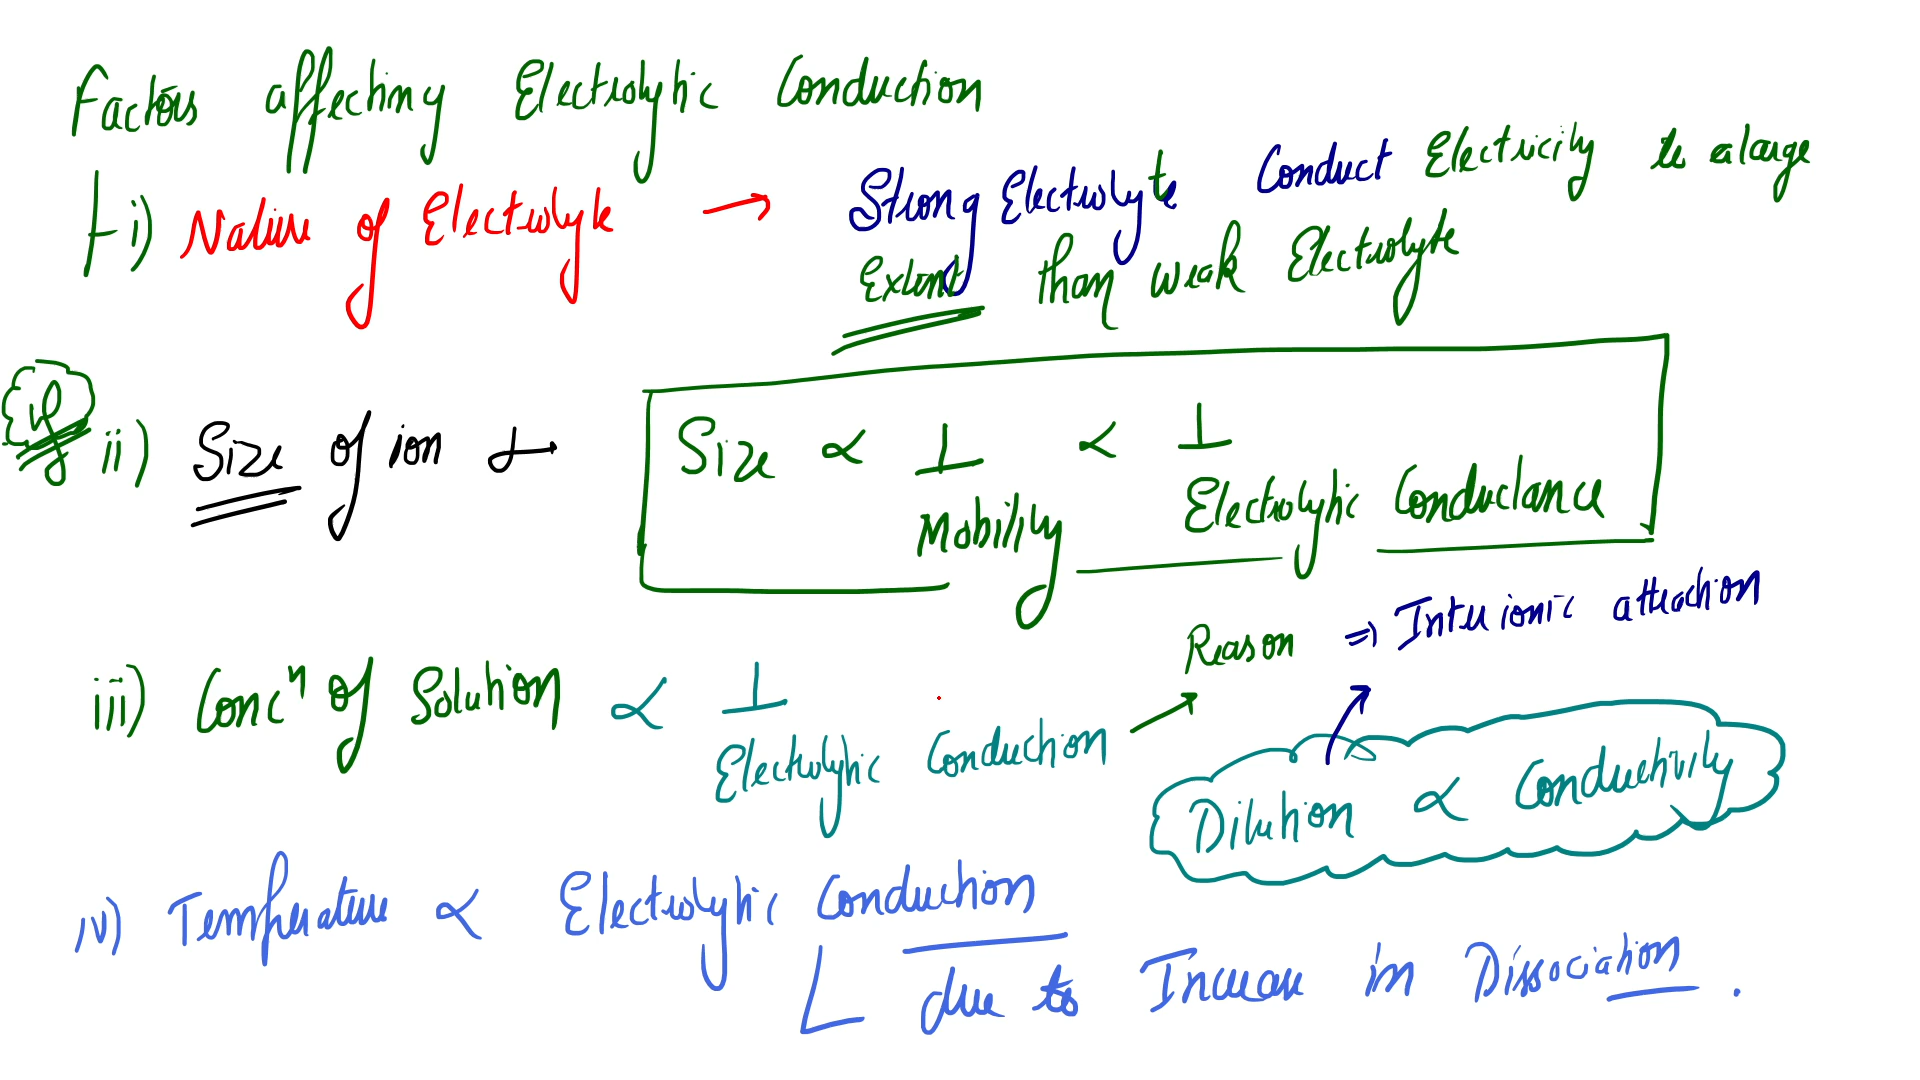 Factors affecting Electrolytic Conduction
i) Nature of Electrolyte → Strong Electrolyte Conduct Electricity to a large
Extent than weak Electrolyte
ii) Size of ion → Size ∝ 1/Mobility ∝ 1/Electrolytic Conductance
Reason ⇒ Inter ionic attraction
iii) Concⁿ of Solution ∝ 1/Electrolytic Conduction
Dilution ∝ Conductivity
iv) Temperature ∝ Electrolytic Conduction
due to Increase in Dissociation.